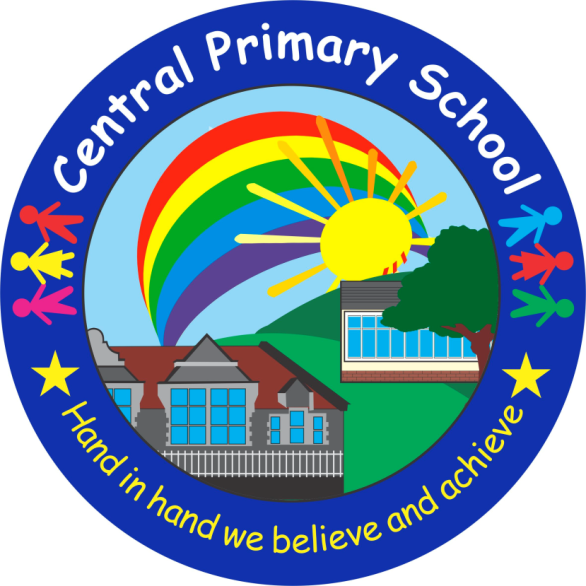 Central Primary School
Hand in hand we believe and achieve